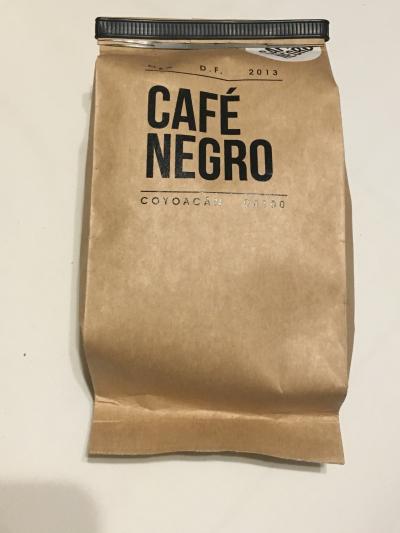 D.F. 2013
CAFÉ
NEGRO
COYOACÁN